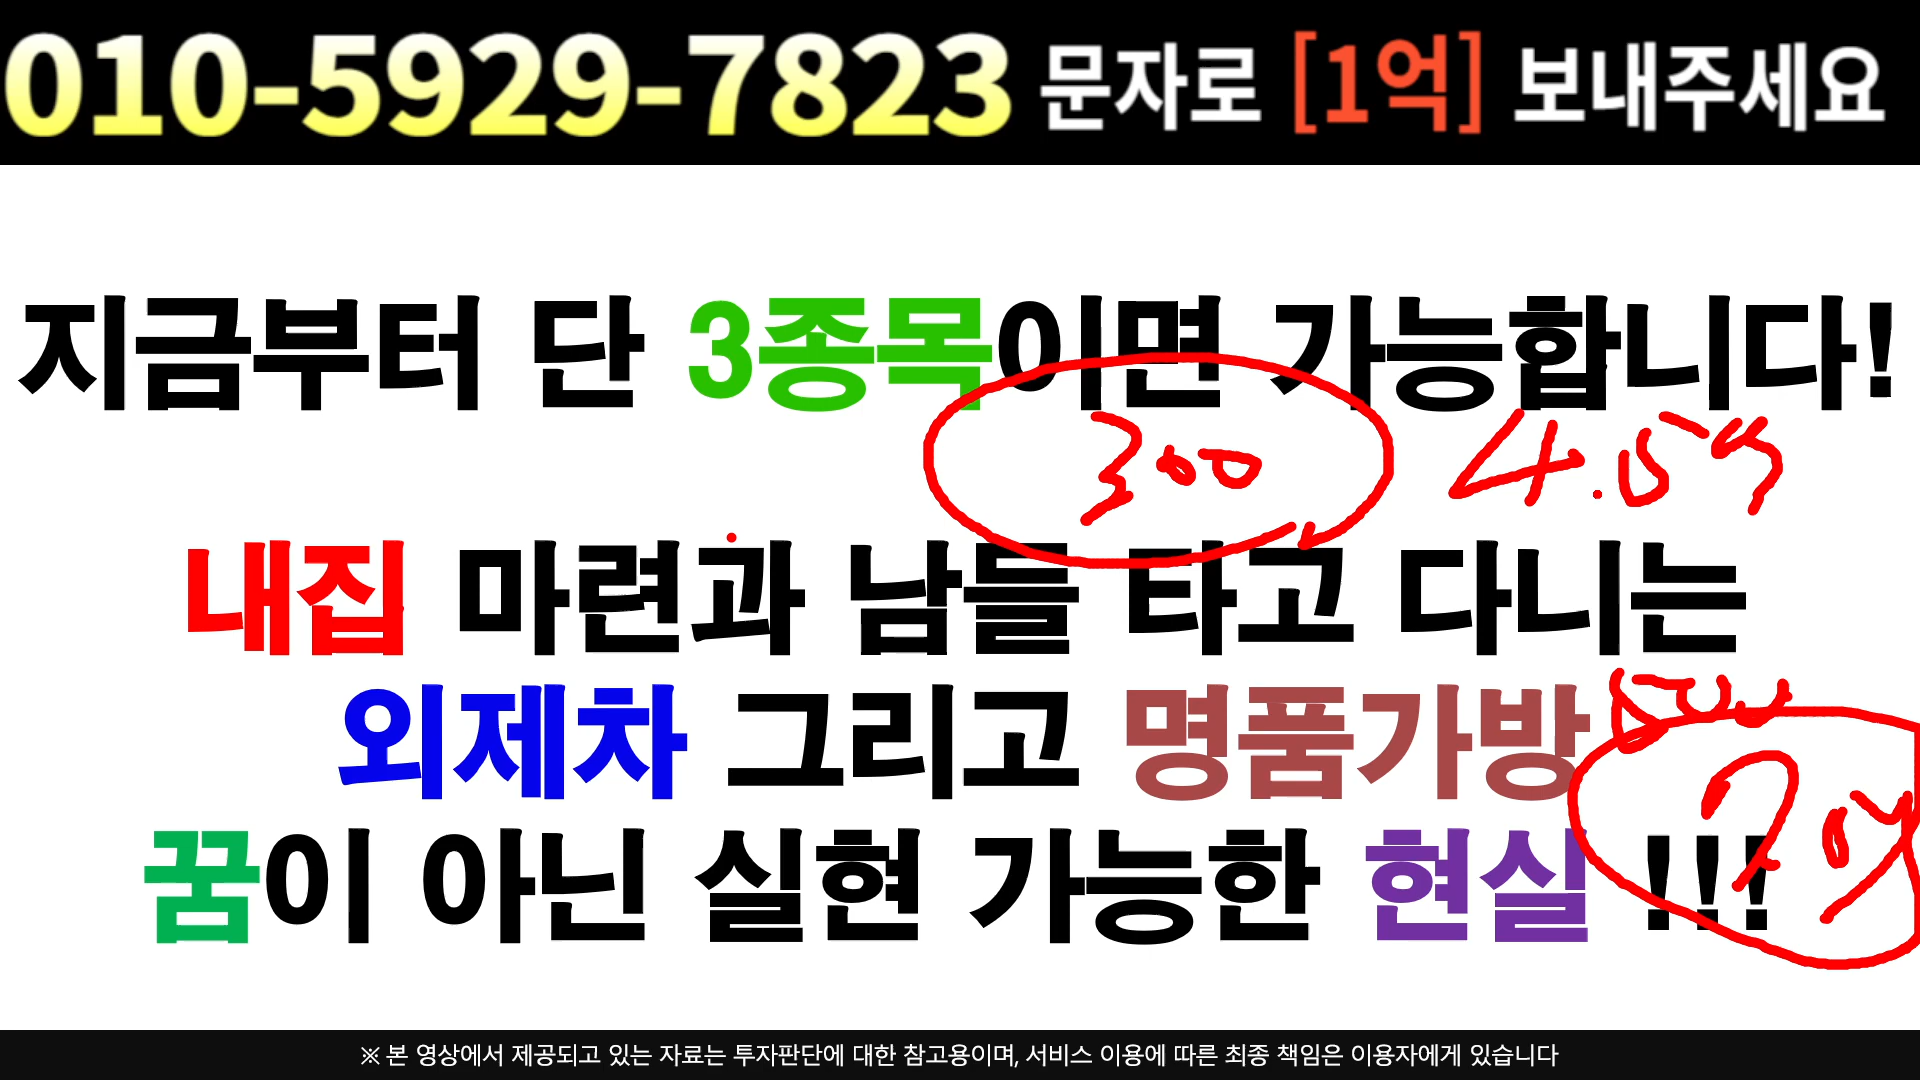 010-5929-7823 문자로 [1억] 보내주세요
지금부터 단 3종목이면 가능합니다!
300 4.5억
내집 마련과 남들 타고 다니는
외제차 그리고 명품가방
500
꿈이 아닌 실현 가능한 현실 !!!
※ 본 영상에서 제공되고 있는 자료는 투자판단에 대한 참고용이며, 서비스 이용에 따른 최종 책임은 이용자에게 있습니다